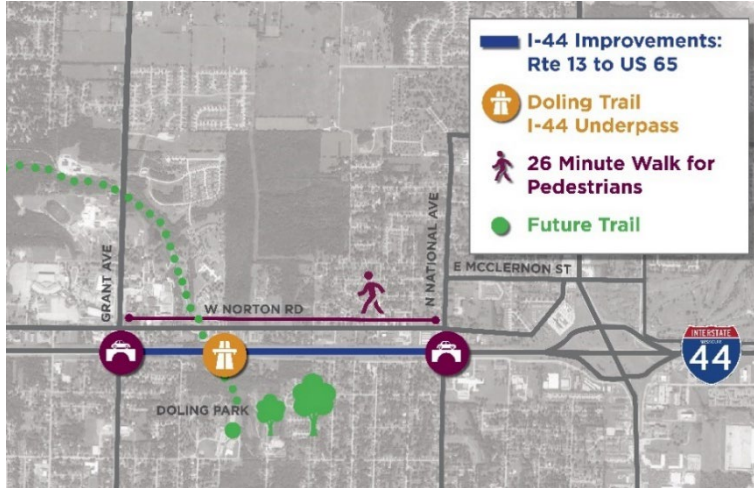 I-44 Improvements:
Rte 13 to US 65
Doling Trail
I-44 Underpass
26 Minute Walk for
Pedestrians
Future Trail
GRANT AVE
N NATIONAL AVE
E MCCLERNON ST
W NORTON RD
INTERSTATE
MISSOURI
44
DOLING PARK